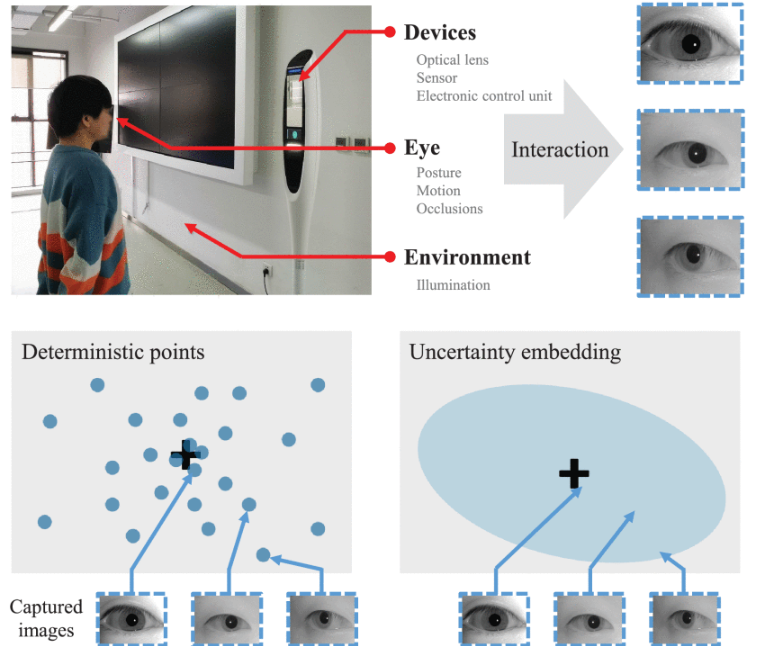 Devices
Optical lens
Sensor
Electronic control unit
Eye
Posture
Motion
Occlusions
Interaction
Environment
Illumination
Deterministic points
Uncertainty embedding
Captured
images